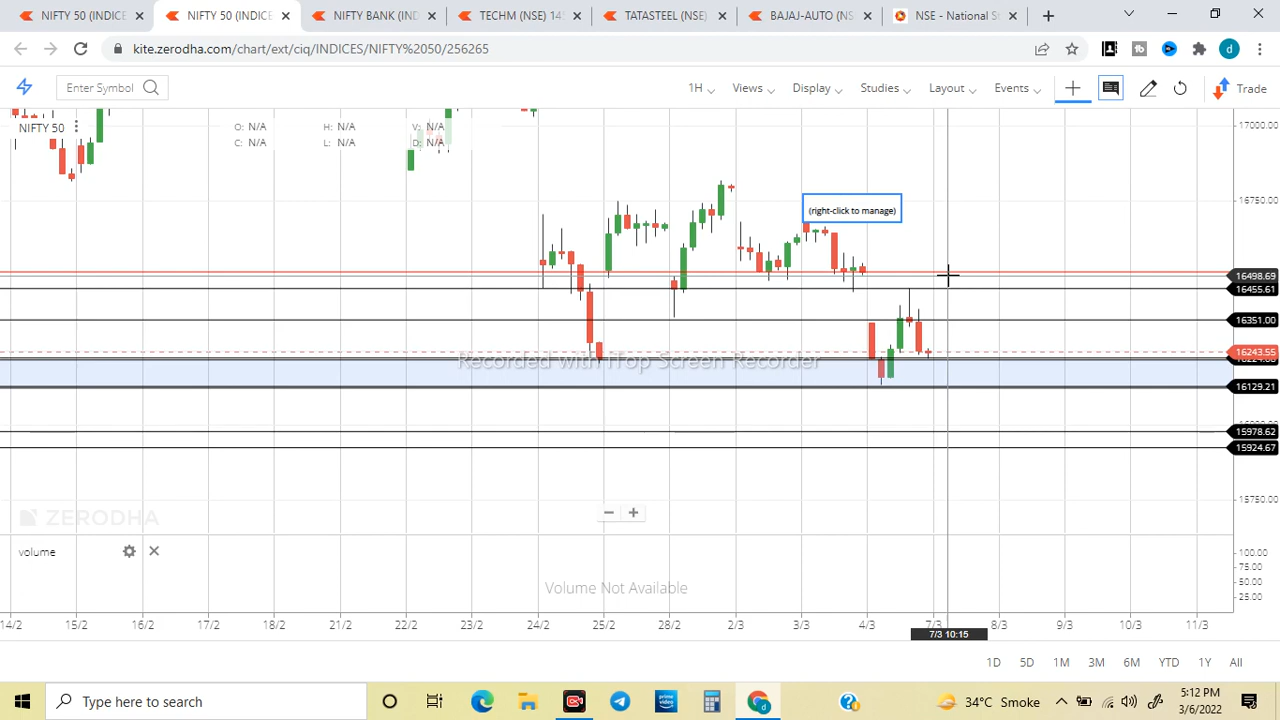 NIFTY 50 (INDICE
NIFTY 50 (INDICE
NIFTY BANK (IND
TECHM (NSE) 14
TATASTEEL (NSE)
BAJAJ-AUTO (NS
NSE - National S
kite.zerodha.com/chart/ext/ciq/INDICES/NIFTY%2050/256265
d
Enter Symbol
1H
Views
Display
Studies
Layout
Events
Trade
NIFTY 50
O: N/A
H: N/A
V: N/A
C: N/A
L: N/A
D: N/A
(right-click to manage)
17000.00
16750.00
16498.69
16455.61
16351.00
16243.55
16129.21
15978.62
15924.67
15750.00
Recorded with iTop Screen Recorder
ZERODHA
volume
Volume Not Available
100.00
75.00
50.00
25.00
14/2 15/2 16/2 17/2 18/2 21/2 22/2 23/2 24/2 25/2 28/2 2/3 3/3 4/3 7/3 8/3 9/3 10/3 11/3
7/3 10:15
1D 5D 1M 3M 6M YTD 1Y All
Type here to search
prime video
34°C Smoke
5:12 PM
3/6/2022